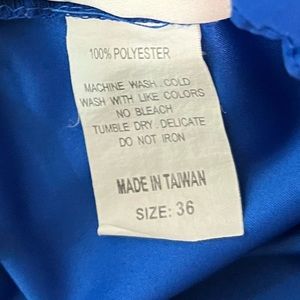 100% POLYESTER
MACHINE WASH . COLD
WASH WITH LIKE COLORS
NO BLEACH
TUMBLE DRY . DELICATE
DO NOT IRON
MADE IN TAIWAN
SIZE: 36